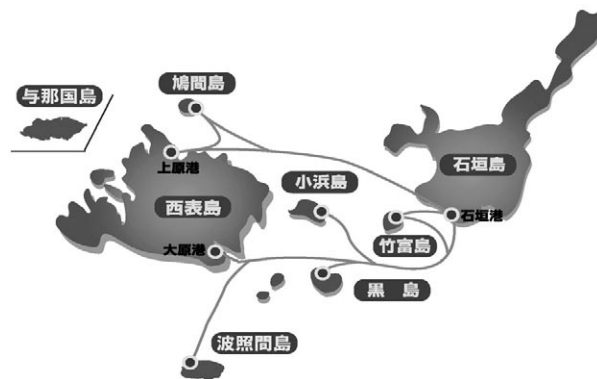 与那国島
鳩間島
上原港
小浜島
石垣島
西表島
石垣港
竹富島
大原港
黒 島
波照間島